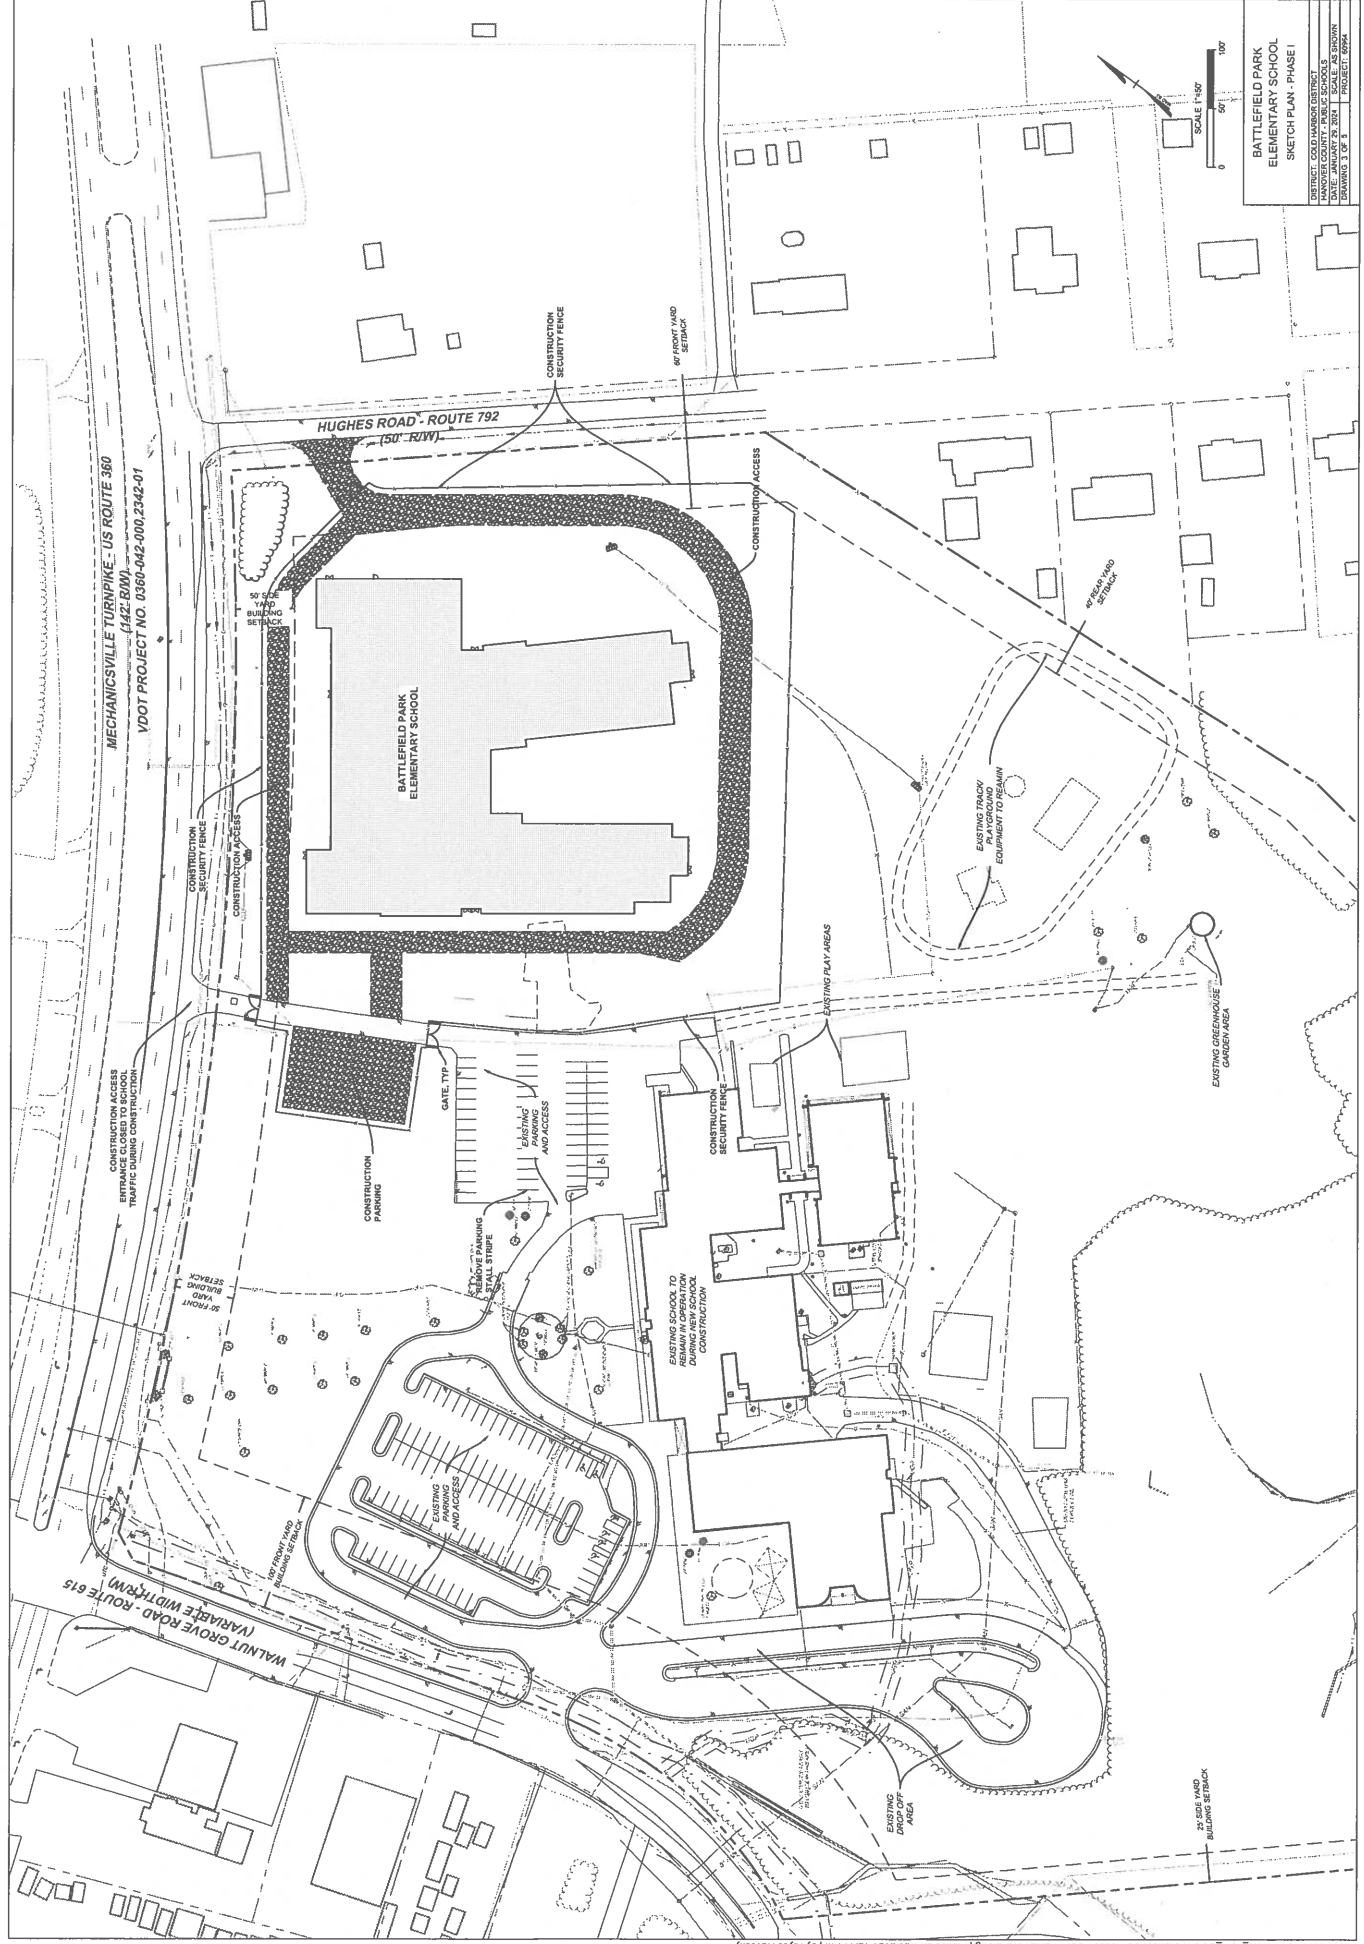 BATTLEFIELD PARK
ELEMENTARY SCHOOL
SKETCH PLAN - PHASE I
DISTRICT: COLD HARBOR DISTRICT
HANOVER COUNTY - PUBLIC SCHOOLS
DATE: JANUARY 29, 2024
SCALE: AS SHOWN
DRAWING 3 OF 5
PROJECT: 60964
SCALE 1"=50'
0
50'
100'
MECHANICSVILLE TURNPIKE - US ROUTE 360
(142' R/W)
VDOT PROJECT NO. 0360-042-000,2342-01
HUGHES ROAD - ROUTE 792
(50' R/W)
CONSTRUCTION
SECURITY FENCE
60' FRONT YARD
SETBACK
CONSTRUCTION ACCESS
50' SIDE
YARD
BUILDING
SETBACK
BATTLEFIELD PARK
ELEMENTARY SCHOOL
40' REAR YARD
SETBACK
EXISTING TRACK/
PLAYGROUND
EQUIPMENT TO REAMIN
CONSTRUCTION
SECURITY FENCE
CONSTRUCTION ACCESS
EXISTING PLAY AREAS
EXISTING GREENHOUSE
GARDEN AREA
CONSTRUCTION ACCESS
ENTRANCE CLOSED TO SCHOOL
TRAFFIC DURING CONSTRUCTION
GATE, TYP
CONSTRUCTION
PARKING
EXISTING
PARKING
AND ACCESS
CONSTRUCTION
SECURITY FENCE
REMOVE PARKING
STALL STRIPE
EXISTING SCHOOL TO
REMAIN IN OPERATION
DURING NEW SCHOOL
CONSTRUCTION
50' FRONT
YARD
BUILDING
SETBACK
EXISTING
PARKING
AND ACCESS
100' FRONT YARD
BUILDING SETBACK
WALNUT GROVE ROAD - ROUTE 615
(VARIABLE WIDTH R/W)
EXISTING
DROP OFF
AREA
25' SIDE YARD
BUILDING SETBACK